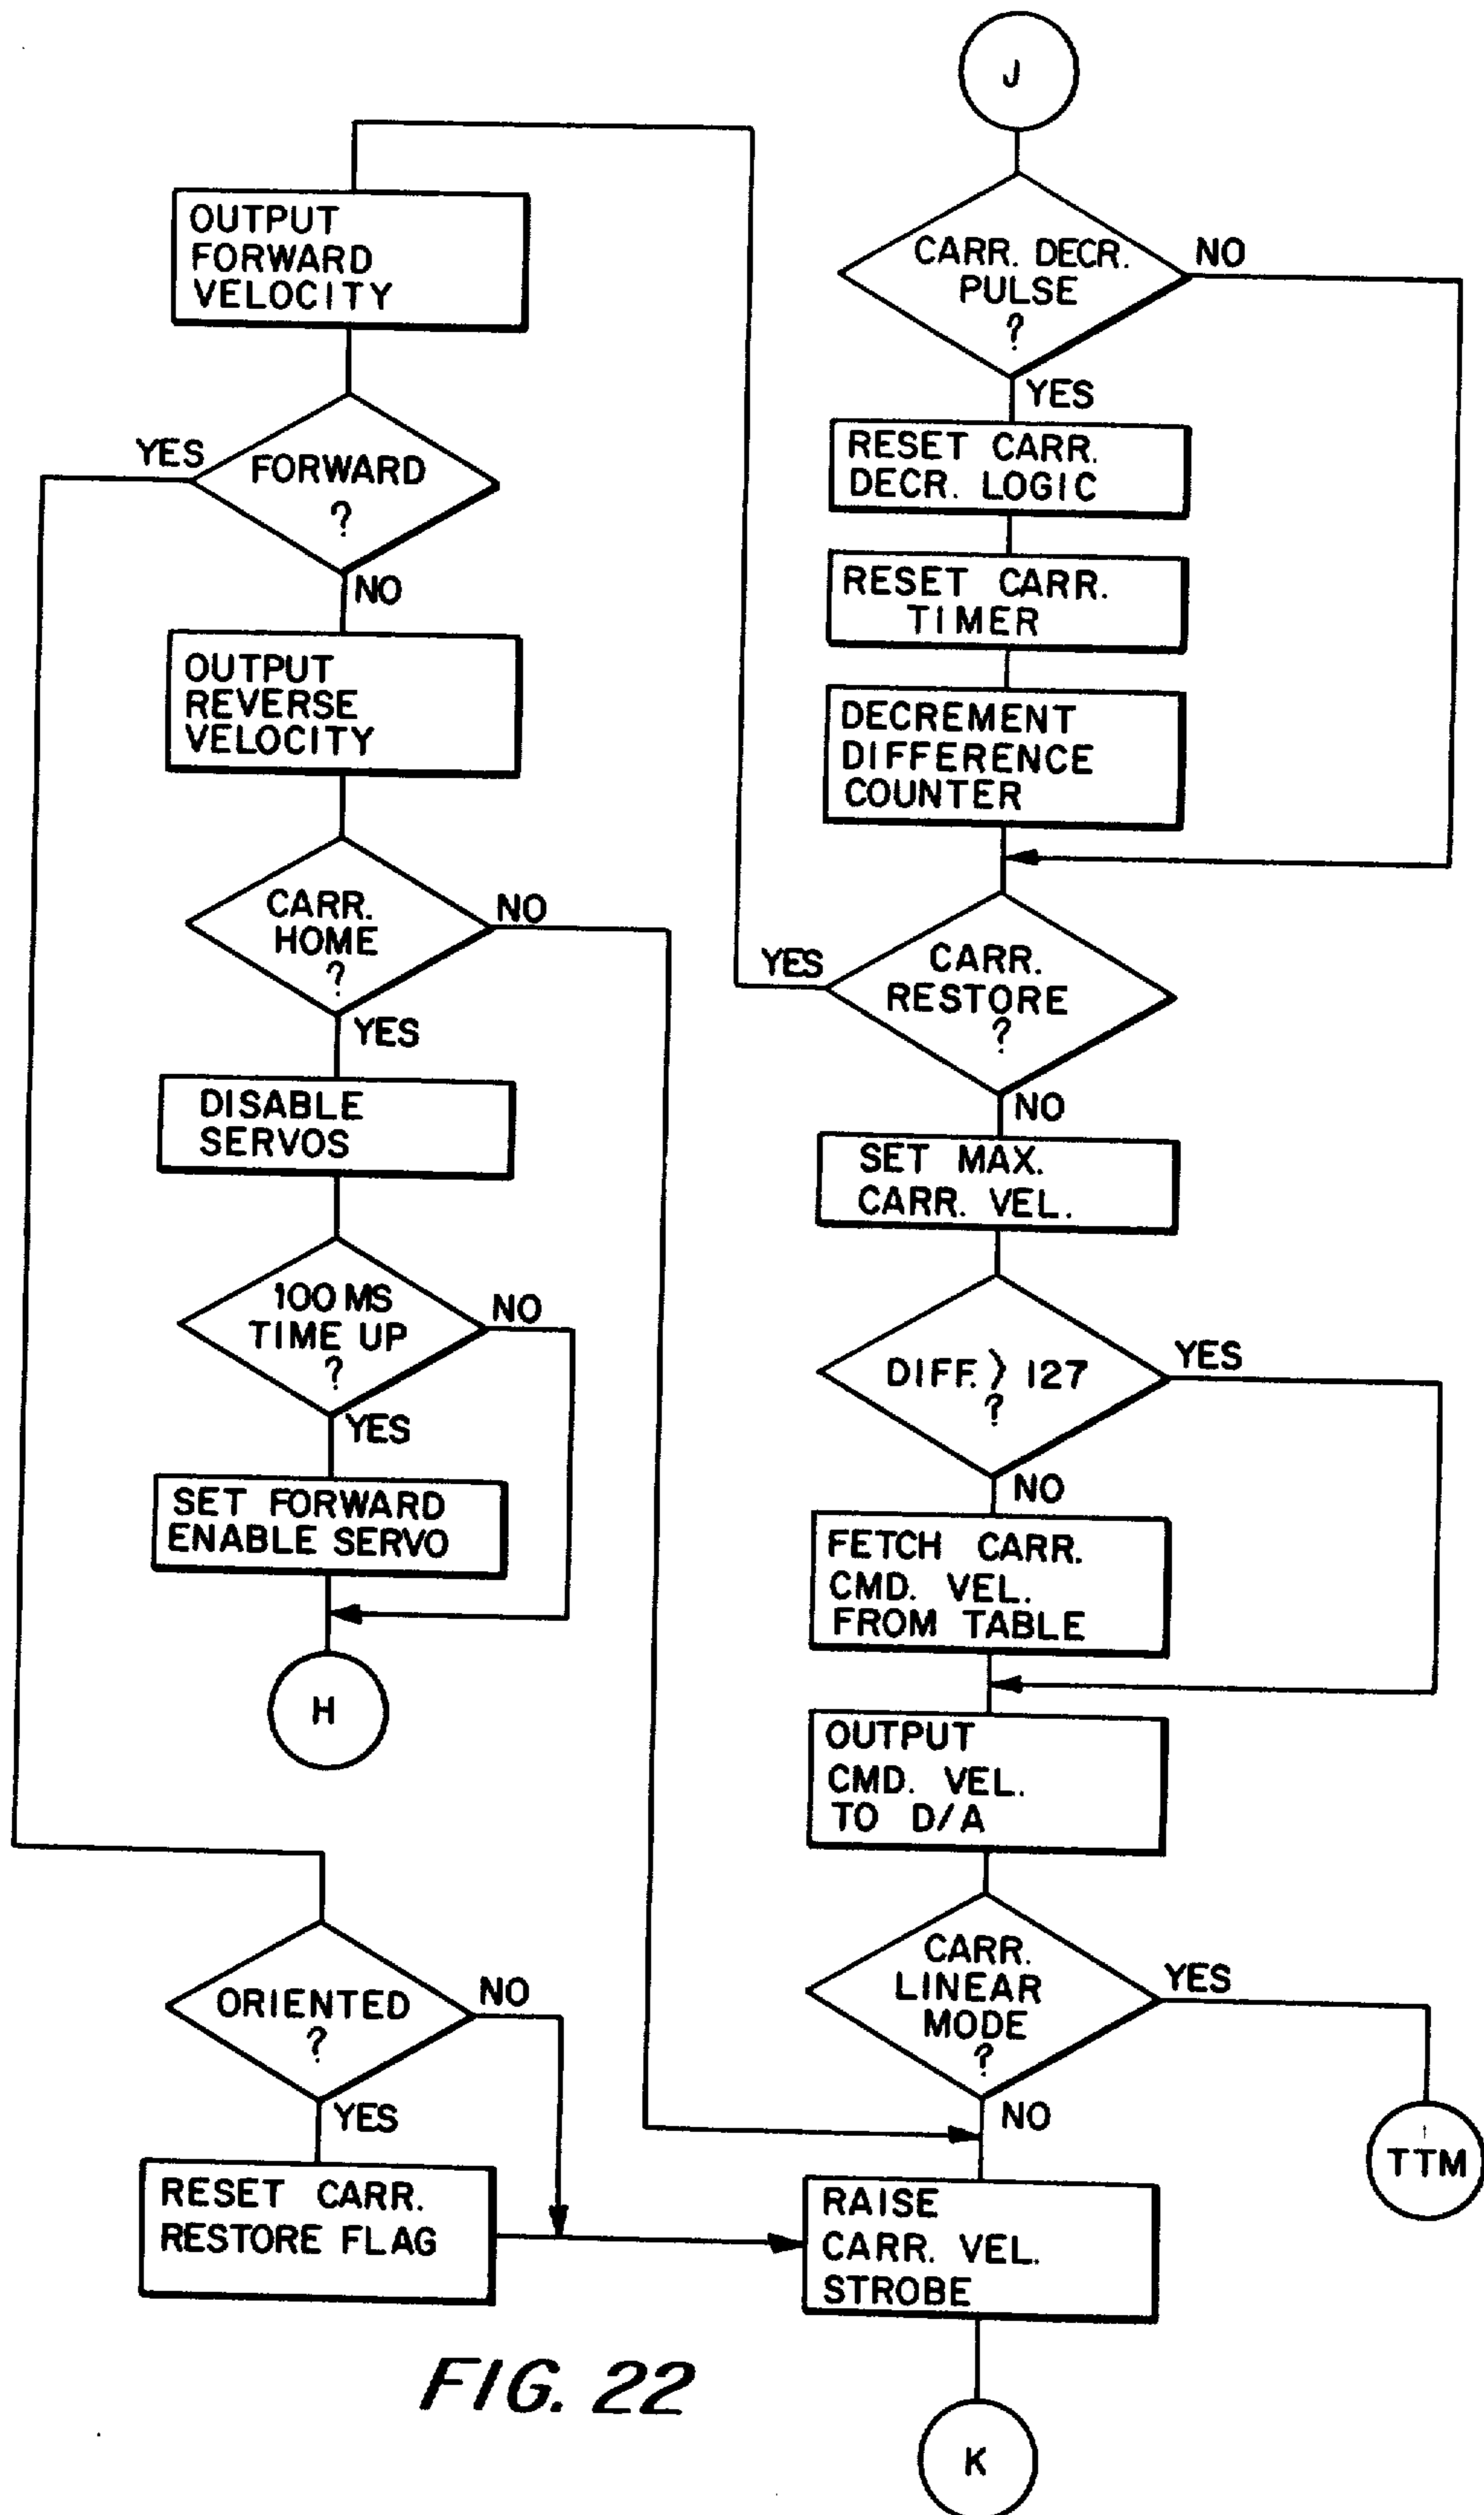 J
CARR. DECR.
PULSE
?
NO
YES
RESET CARR.
DECR. LOGIC
RESET CARR.
TIMER
DECREMENT
DIFFERENCE
COUNTER
CARR.
RESTORE
?
YES
NO
SET MAX.
CARR. VEL.
DIFF. > 127
?
YES
NO
FETCH CARR.
CMD. VEL.
FROM TABLE
OUTPUT
CMD. VEL.
TO D/A
CARR.
LINEAR
MODE
?
YES
TTM
NO
RAISE
CARR. VEL.
STROBE
K
OUTPUT
FORWARD
VELOCITY
FORWARD
?
YES
NO
OUTPUT
REVERSE
VELOCITY
CARR.
HOME
?
NO
YES
DISABLE
SERVOS
100 MS
TIME UP
?
NO
YES
SET FORWARD
ENABLE SERVO
H
ORIENTED
?
NO
YES
RESET CARR.
RESTORE FLAG
FIG. 22